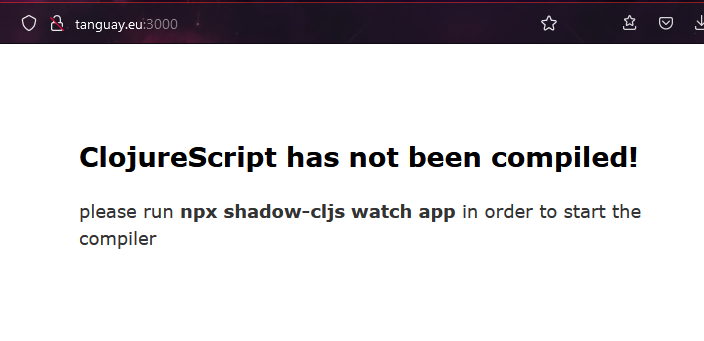 tanguay.eu:3000
ClojureScript has not been compiled!
please run npx shadow-cljs watch app in order to start the
compiler